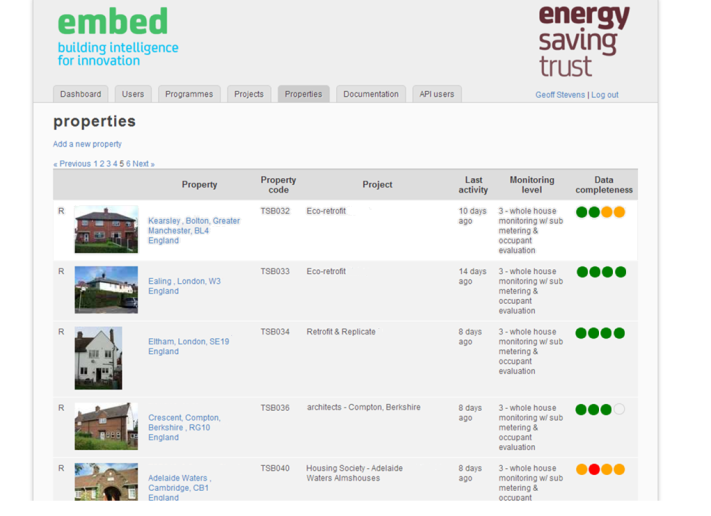 embed
building intelligence
for innovation
energy
saving
trust
Dashboard Users Programmes Projects Properties Documentation API users
Geoff Stevens | Log out
properties
Add a new property
« Previous 1 2 3 4 5 6 Next »
Property Property code Project Last activity Monitoring level Data completeness
R Kearsley , Bolton, Greater TSB032 Eco-retrofit 10 days 3 - whole house
Manchester, BL4 ago monitoring w/ sub
England metering &
occupant
evaluation
R Ealing , London, W3 TSB033 Eco-retrofit 14 days 3 - whole house
England ago monitoring w/ sub
metering &
occupant
evaluation
R Eltham, London, SE19 TSB034 Retrofit & Replicate 8 days 3 - whole house
England ago monitoring w/ sub
metering &
occupant
evaluation
R Crescent, Compton, TSB036 architects - Compton, Berkshire 8 days 3 - whole house
Berkshire , RG10 ago monitoring w/ sub
England metering &
occupant
evaluation
R Adelaide Waters , TSB040 Housing Society - Adelaide 8 days 3 - whole house
Cambridge, CB1 Waters Almshouses ago monitoring w/ sub
England metering &
occupant